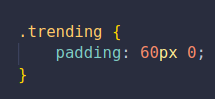 .trending {
    padding: 60px 0;
}